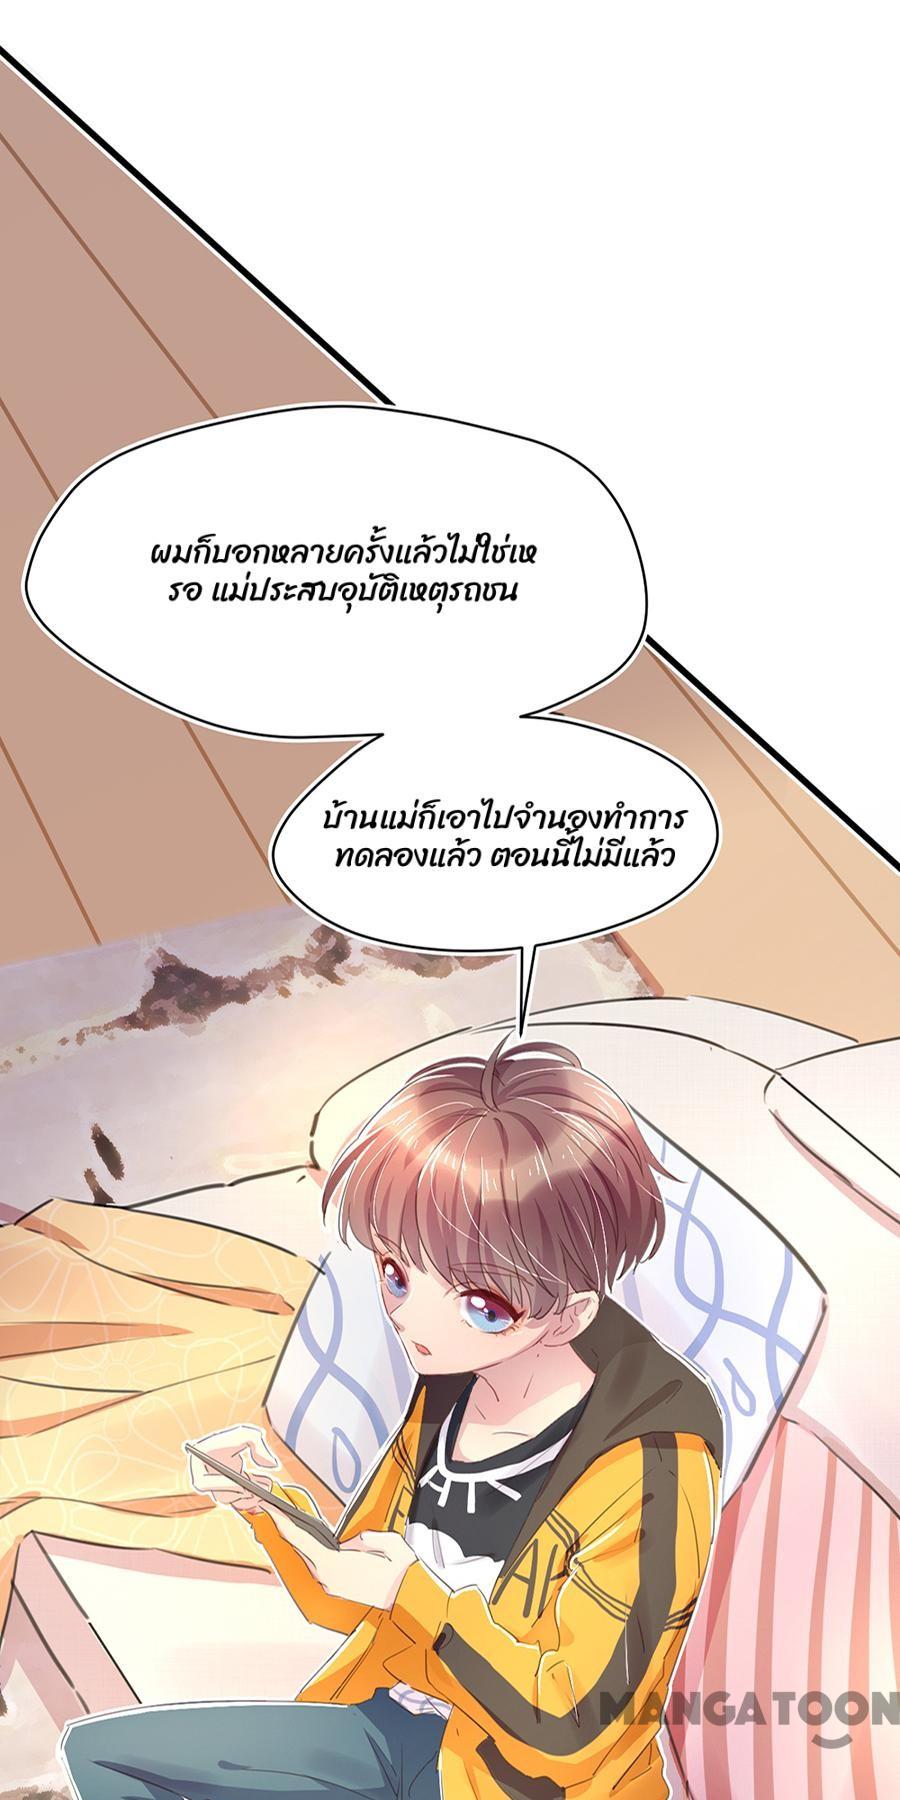 ผมก็บอกหลายครั้งแล้วไม่ใช่เห
รอ แม่ประสบอุบัติเหตุรถชน
บ้านแม่ก็เอาไปจำนองทำการ
ทดลองแล้ว ตอนนี้ไม่มีแล้ว
MANGATOON